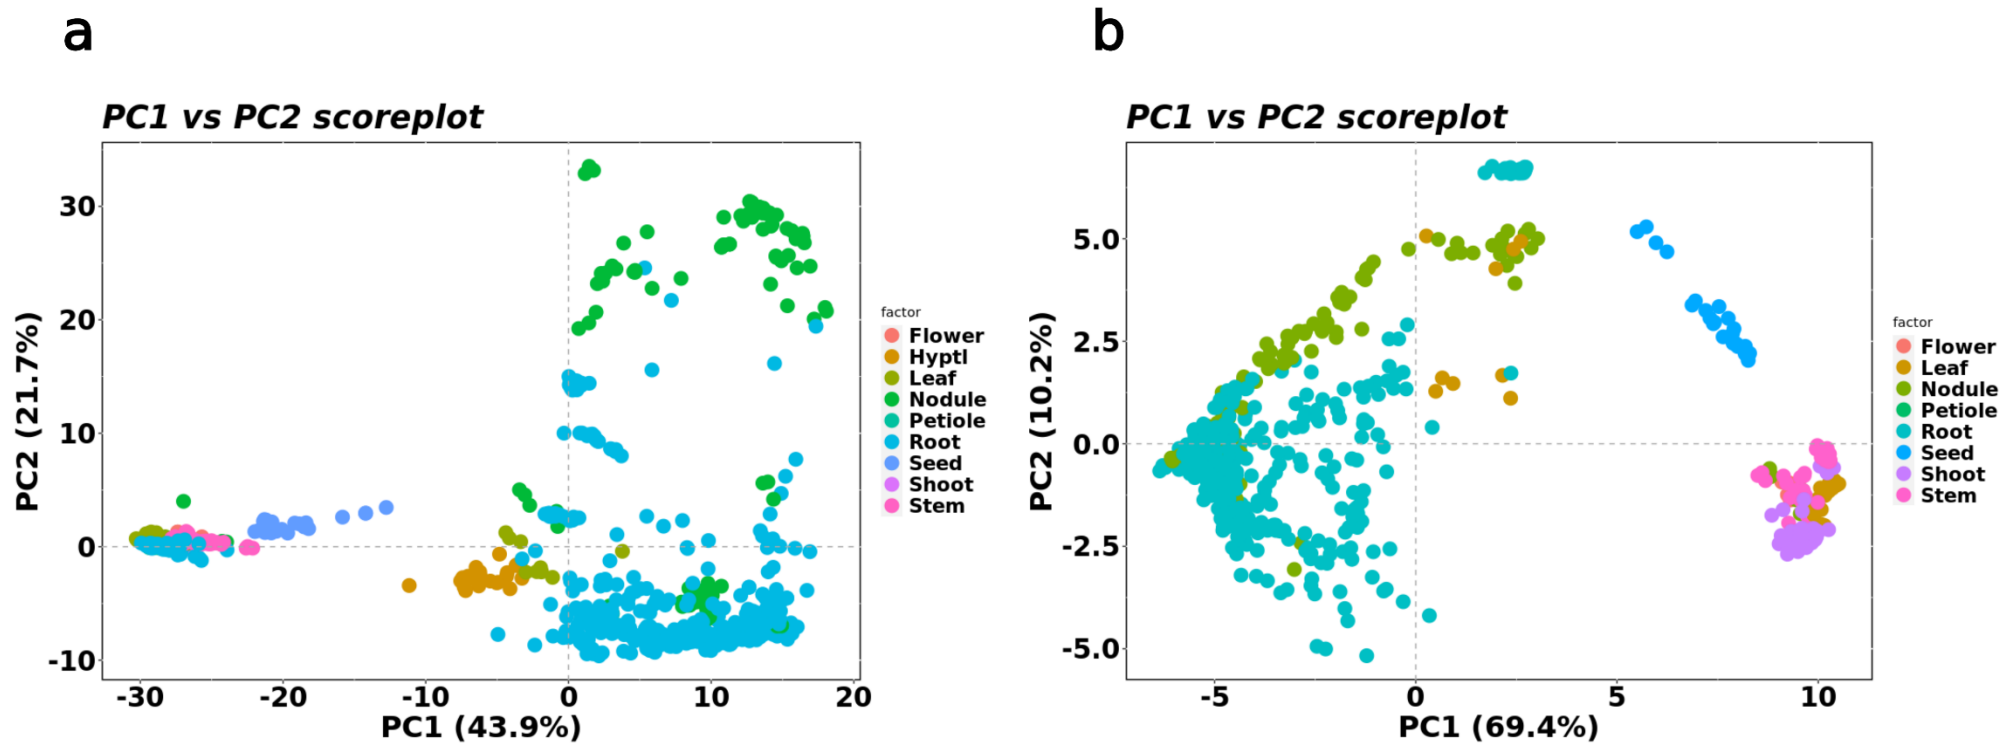 a
PC1 vs PC2 scoreplot
PC2 (21.7%)
30
20
10
0
-10
-30
-20
-10
0
10
20
PC1 (43.9%)
factor
Flower
Hyptl
Leaf
Nodule
Petiole
Root
Seed
Shoot
Stem
b
PC1 vs PC2 scoreplot
PC2 (10.2%)
5.0
2.5
0.0
-2.5
-5.0
-5
0
5
10
PC1 (69.4%)
factor
Flower
Leaf
Nodule
Petiole
Root
Seed
Shoot
Stem